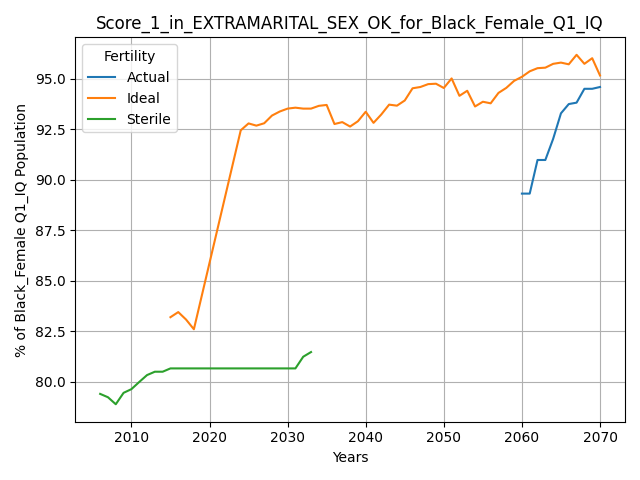 Score_1_in_EXTRAMARITAL_SEX_OK_for_Black_Female_Q1_IQ
Fertility
Actual
Ideal
Sterile
% of Black_Female Q1_IQ Population
95.0
92.5
90.0
87.5
85.0
82.5
80.0
2010 2020 2030 2040 2050 2060 2070
Years